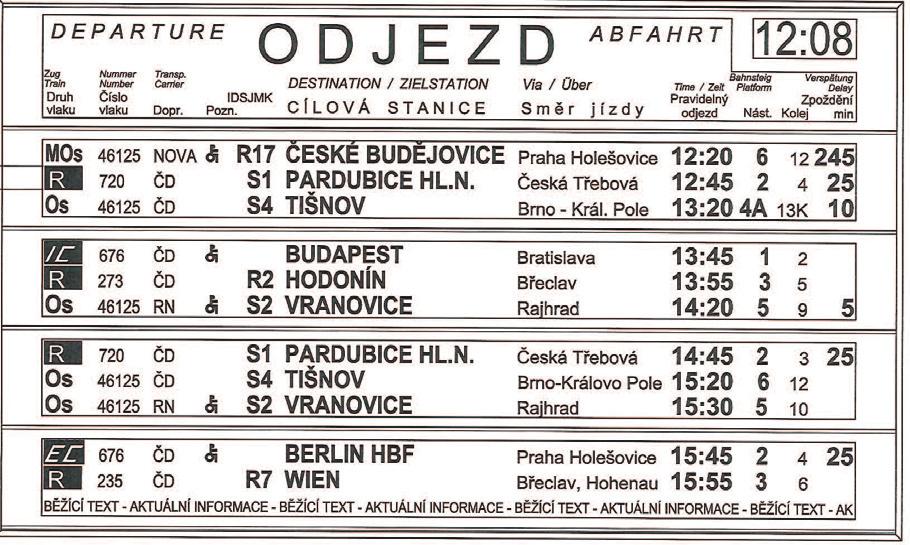 DEPARTURE ODJEZD ABFAHRT 12:08
Zug Nummer Transp. DESTINATION / ZIELSTATION Via / Über Time / Zeit Bahnsteig Verspätung
Train Number Carrier Platform Delay
Druh Číslo IDSJMK CÍLOVÁ STANICE Směr jízdy Pravidelný Zpoždění
vlaku vlaku Dopr. Pozn. odjezd Nást. Kolej min
MOs 46125 NOVA R17 ČESKÉ BUDĚJOVICE Praha Holešovice 12:20 6 12 245
R 720 ČD S1 PARDUBICE HL.N. Česká Třebová 12:45 2 4 25
Os 46125 ČD S4 TIŠNOV Brno - Král. Pole 13:20 4A 13K 10
IC 676 ČD BUDAPEST Bratislava 13:45 1 2
R 273 ČD R2 HODONÍN Břeclav 13:55 3 5
Os 46125 RN S2 VRANOVICE Rajhrad 14:20 5 9 5
R 720 ČD S1 PARDUBICE HL.N. Česká Třebová 14:45 2 3 25
Os 46125 ČD S4 TIŠNOV Brno-Královo Pole 15:20 6 12
Os 46125 RN S2 VRANOVICE Rajhrad 15:30 5 10
EC 676 ČD BERLIN HBF Praha Holešovice 15:45 2 4 25
R 235 ČD R7 WIEN Břeclav, Hohenau 15:55 3 6
BĚŽÍCÍ TEXT - AKTUÁLNÍ INFORMACE - BĚŽÍCÍ TEXT - AKTUÁLNÍ INFORMACE - BĚŽÍCÍ TEXT - AKTUÁLNÍ INFORMACE - BĚŽÍCÍ TEXT - AK